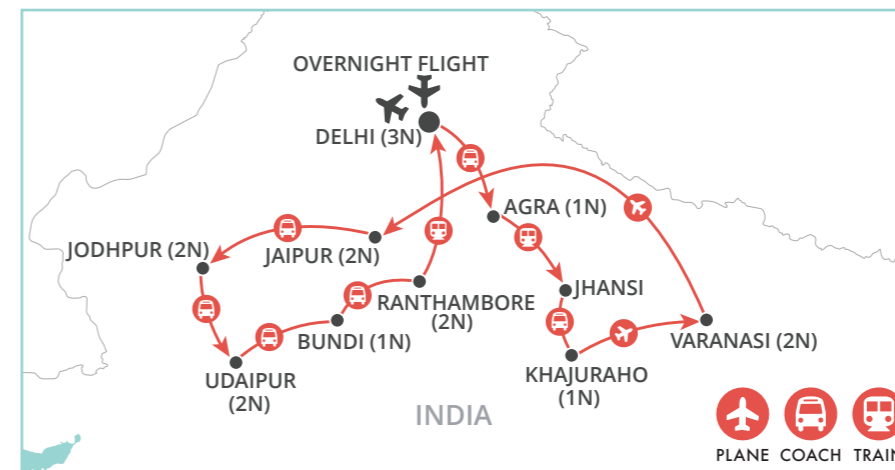 OVERNIGHT FLIGHT
DELHI (3N)
AGRA (1N)
JODHPUR (2N)
JAIPUR (2N)
JHANSI
RANTHAMBORE
(2N)
BUNDI (1N)
VARANASI (2N)
UDAIPUR
(2N)
KHAJURAHO
(1N)
INDIA
PLANE COACH TRAIN